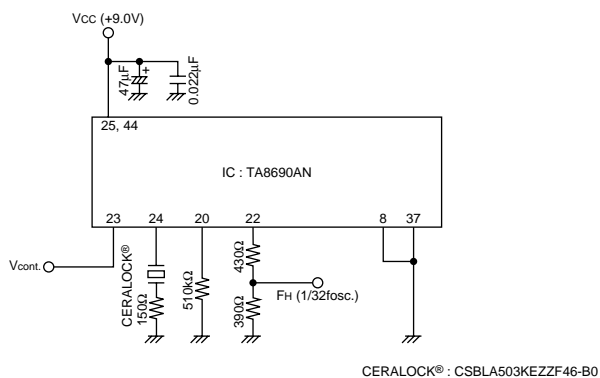 Vcc (+9.0V)
47µF
+
0.022µF
25, 44
IC : TA8690AN
23
24
20
22
8
37
Vcont.
CERALOCK®
150Ω
510kΩ
430Ω
390Ω
FH (1/32fosc.)
CERALOCK® : CSBLA503KEZZF46-B0